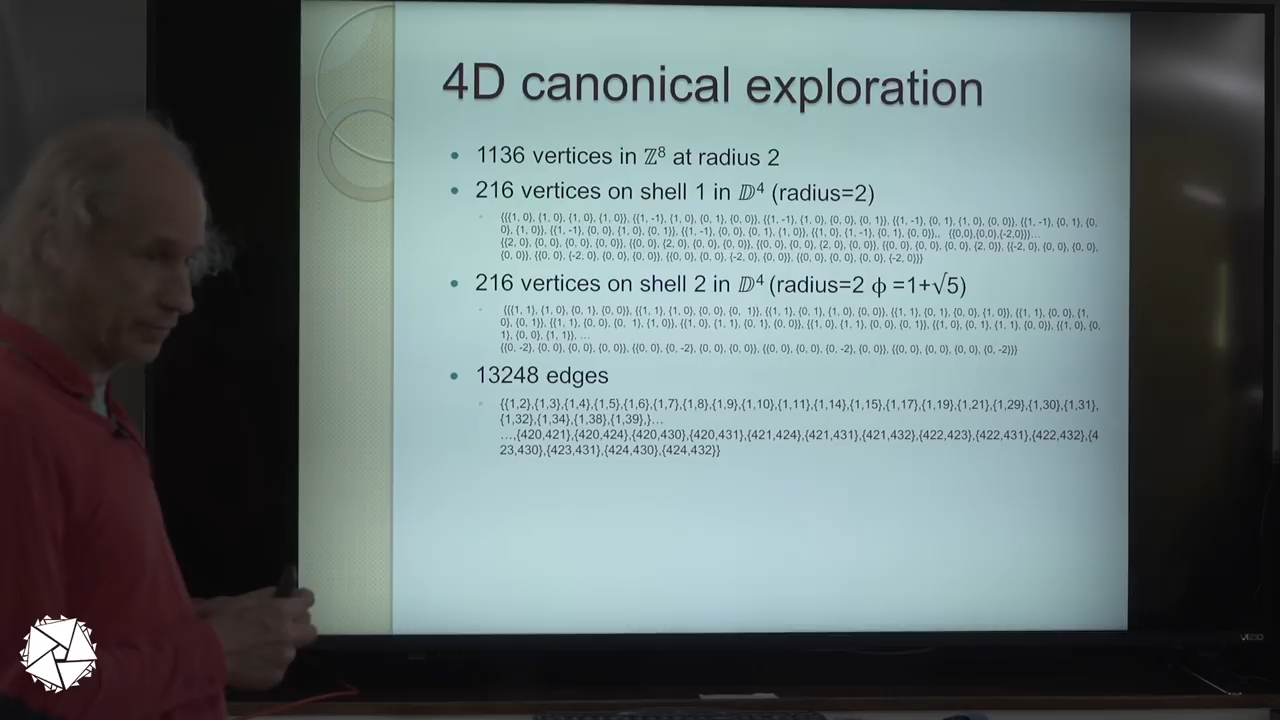 4D canonical exploration
• 1136 vertices in ℤ⁸ at radius 2
• 216 vertices on shell 1 in 𝔻⁴ (radius=2)
{{{1, 0}, {1, 0}, {1, 0}, {1, 0}}, {{1, -1}, {1, 0}, {0, 1}, {0, 0}}, {{1, -1}, {1, 0}, {0, 0}, {0, 1}}, {{1, -1}, {0, 1}, {1, 0}, {0, 0}}, {{1, -1}, {0, 1}, {0,
0}, {1, 0}}, {{1, -1}, {0, 0}, {1, 0}, {0, 1}}, {{1, -1}, {0, 0}, {0, 1}, {1, 0}}, {{1, 0}, {1, -1}, {0, 1}, {0, 0}}, {{0,0},{0,0},{-2,0}}}…
{{2, 0}, {0, 0}, {0, 0}, {0, 0}}, {{0, 0}, {2, 0}, {0, 0}, {0, 0}}, {{0, 0}, {0, 0}, {2, 0}, {0, 0}}, {{0, 0}, {0, 0}, {0, 0}, {2, 0}}, {{-2, 0}, {0, 0}, {0, 0},
{0, 0}}, {{0, 0}, {-2, 0}, {0, 0}, {0, 0}}, {{0, 0}, {0, 0}, {-2, 0}, {0, 0}}, {{0, 0}, {0, 0}, {0, 0}, {-2, 0}}}
• 216 vertices on shell 2 in 𝔻⁴ (radius=2 ϕ =1+√5)
{{{1, 1}, {1, 0}, {0, 1}, {0, 0}}, {{1, 1}, {1, 0}, {0, 0}, {0, 1}}, {{1, 1}, {0, 1}, {1, 0}, {0, 0}}, {{1, 1}, {0, 1}, {0, 0}, {1, 0}}, {{1, 1}, {0, 0}, {1,
0}, {0, 1}}, {{1, 1}, {0, 0}, {0, 1}, {1, 0}}, {{1, 0}, {1, 1}, {0, 1}, {0, 0}}, {{1, 0}, {1, 1}, {0, 0}, {0, 1}}, {{1, 0}, {0, 1}, {1, 1}, {0, 0}}, {{1, 0}, {0,
1}, {0, 0}, {1, 1}}, …
{{0, -2}, {0, 0}, {0, 0}, {0, 0}}, {{0, 0}, {0, -2}, {0, 0}, {0, 0}}, {{0, 0}, {0, 0}, {0, -2}, {0, 0}}, {{0, 0}, {0, 0}, {0, 0}, {0, -2}}}
• 13248 edges
{{1,2},{1,3},{1,4},{1,5},{1,6},{1,7},{1,8},{1,9},{1,10},{1,11},{1,14},{1,15},{1,17},{1,19},{1,21},{1,29},{1,30},{1,31},
{1,32},{1,34},{1,38},{1,39},}…
…,{420,421},{420,424},{420,430},{420,431},{421,424},{421,431},{421,432},{422,423},{422,431},{422,432},{4
23,430},{423,431},{424,430},{424,432}}
VIZIO